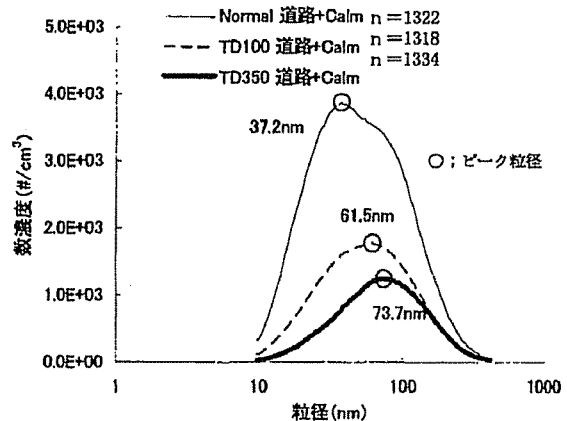 5.0E+03
4.0E+03
3.0E+03
2.0E+03
1.0E+03
0.0E+00
数濃度(#/cm³)
Normal 道路+Calm n=1322
TD100 道路+Calm n=1318
TD350 道路+Calm n=1334
37.2nm
○;ピーク粒径
61.5nm
73.7nm
1 10 100 1000
粒径(nm)